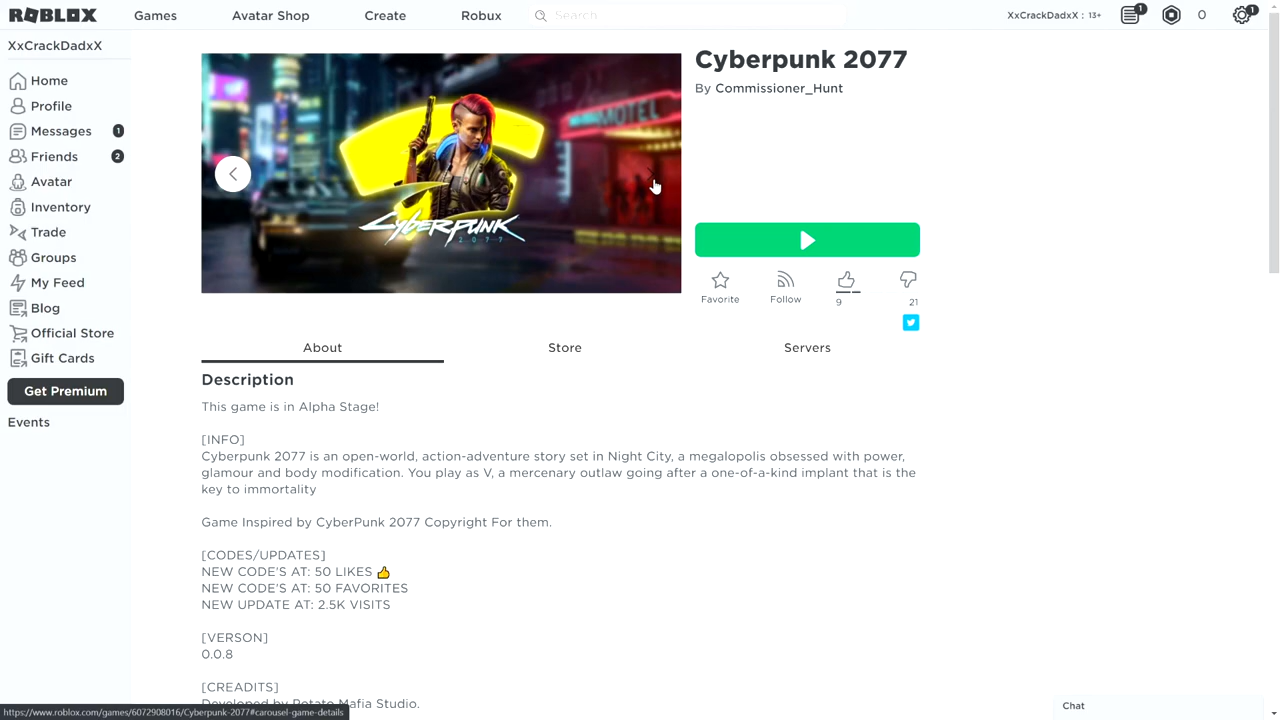 ROBLOX
Games
Avatar Shop
Create
Robux
Search
XxCrackDadxX : 13+
1
0
1
XxCrackDadxX
Home
Profile
Messages 1
Friends 2
Avatar
Inventory
Trade
Groups
My Feed
Blog
Official Store
Gift Cards
Get Premium
Events
MOTEL
CYBERPUNK
2077
Cyberpunk 2077
By Commissioner_Hunt
Favorite
Follow
9
21
About
Store
Servers
Description
This game is in Alpha Stage!
[INFO]
Cyberpunk 2077 is an open-world, action-adventure story set in Night City, a megalopolis obsessed with power,
glamour and body modification. You play as V, a mercenary outlaw going after a one-of-a-kind implant that is the
key to immortality
Game Inspired by CyberPunk 2077 Copyright For them.
[CODES/UPDATES]
NEW CODE'S AT: 50 LIKES 👍
NEW CODE'S AT: 50 FAVORITES
NEW UPDATE AT: 2.5K VISITS
[VERSON]
0.0.8
[CREADITS]
Developed by Potato Mafia Studio.
https://www.roblox.com/games/6072908016/Cyberpunk-2077#carousel-game-details
Chat